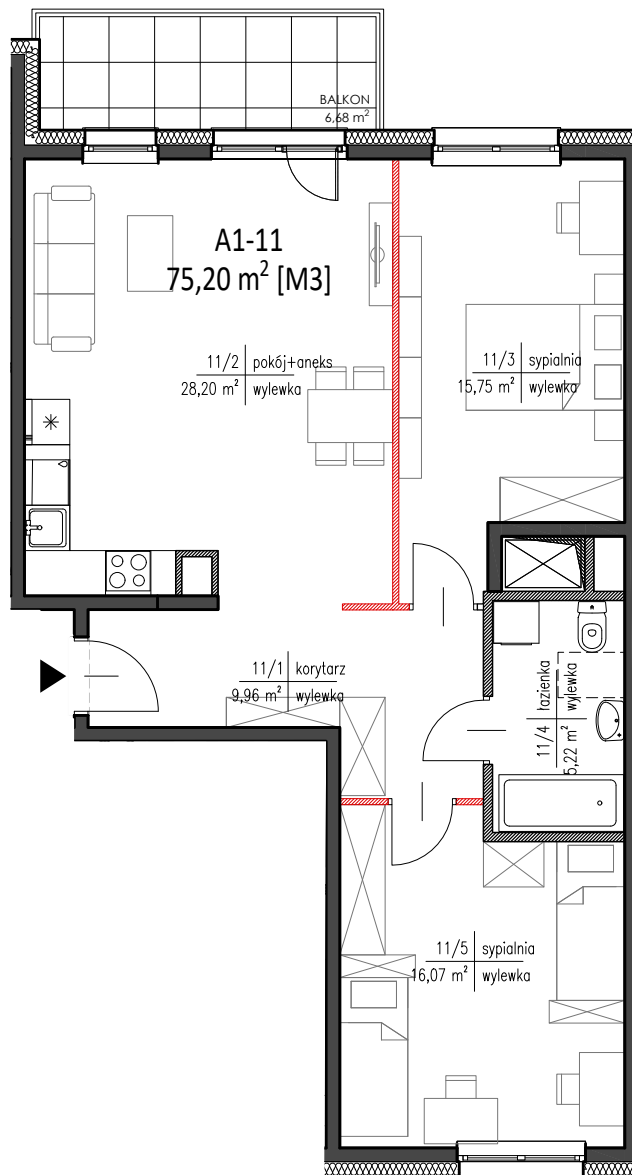 BALKON
6,68 m²
A1-11
75,20 m² [M3]
11/2 pokój+aneks
28,20 m² wylewka
11/3 sypialnia
15,75 m² wylewka
11/1 korytarz
9,96 m² wylewka
11/4 łazienka
5,22 m² wylewka
11/5 sypialnia
16,07 m² wylewka